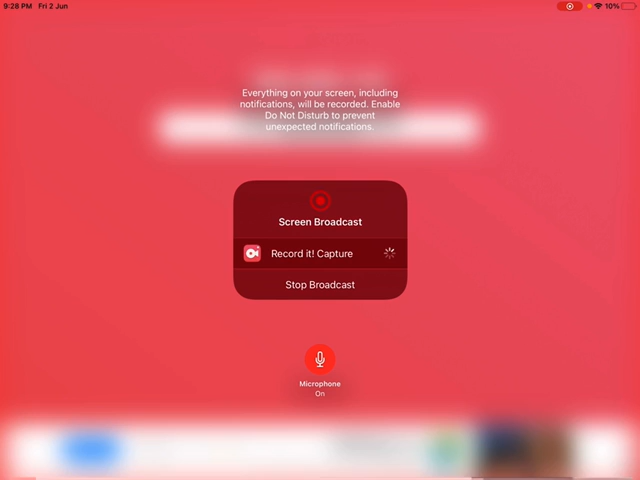 9:28 PM Fri 2 Jun
10%
Everything on your screen, including
notifications, will be recorded. Enable
Do Not Disturb to prevent
unexpected notifications.
Screen Broadcast
Record it! Capture
Stop Broadcast
Microphone
On